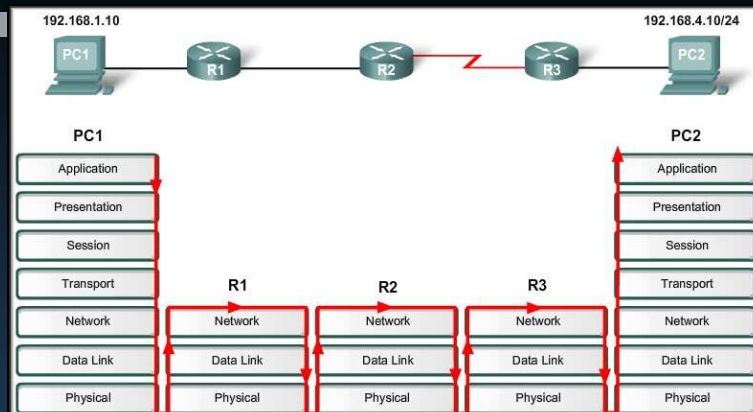 192.168.1.10 192.168.4.10/24
PC1 R1 R2 R3 PC2
PC1 PC2
Application Application
Presentation Presentation
Session Session
Transport R1 R2 R3 Transport
Network Network Network Network Network
Data Link Data Link Data Link Data Link Data Link
Physical Physical Physical Physical Physical